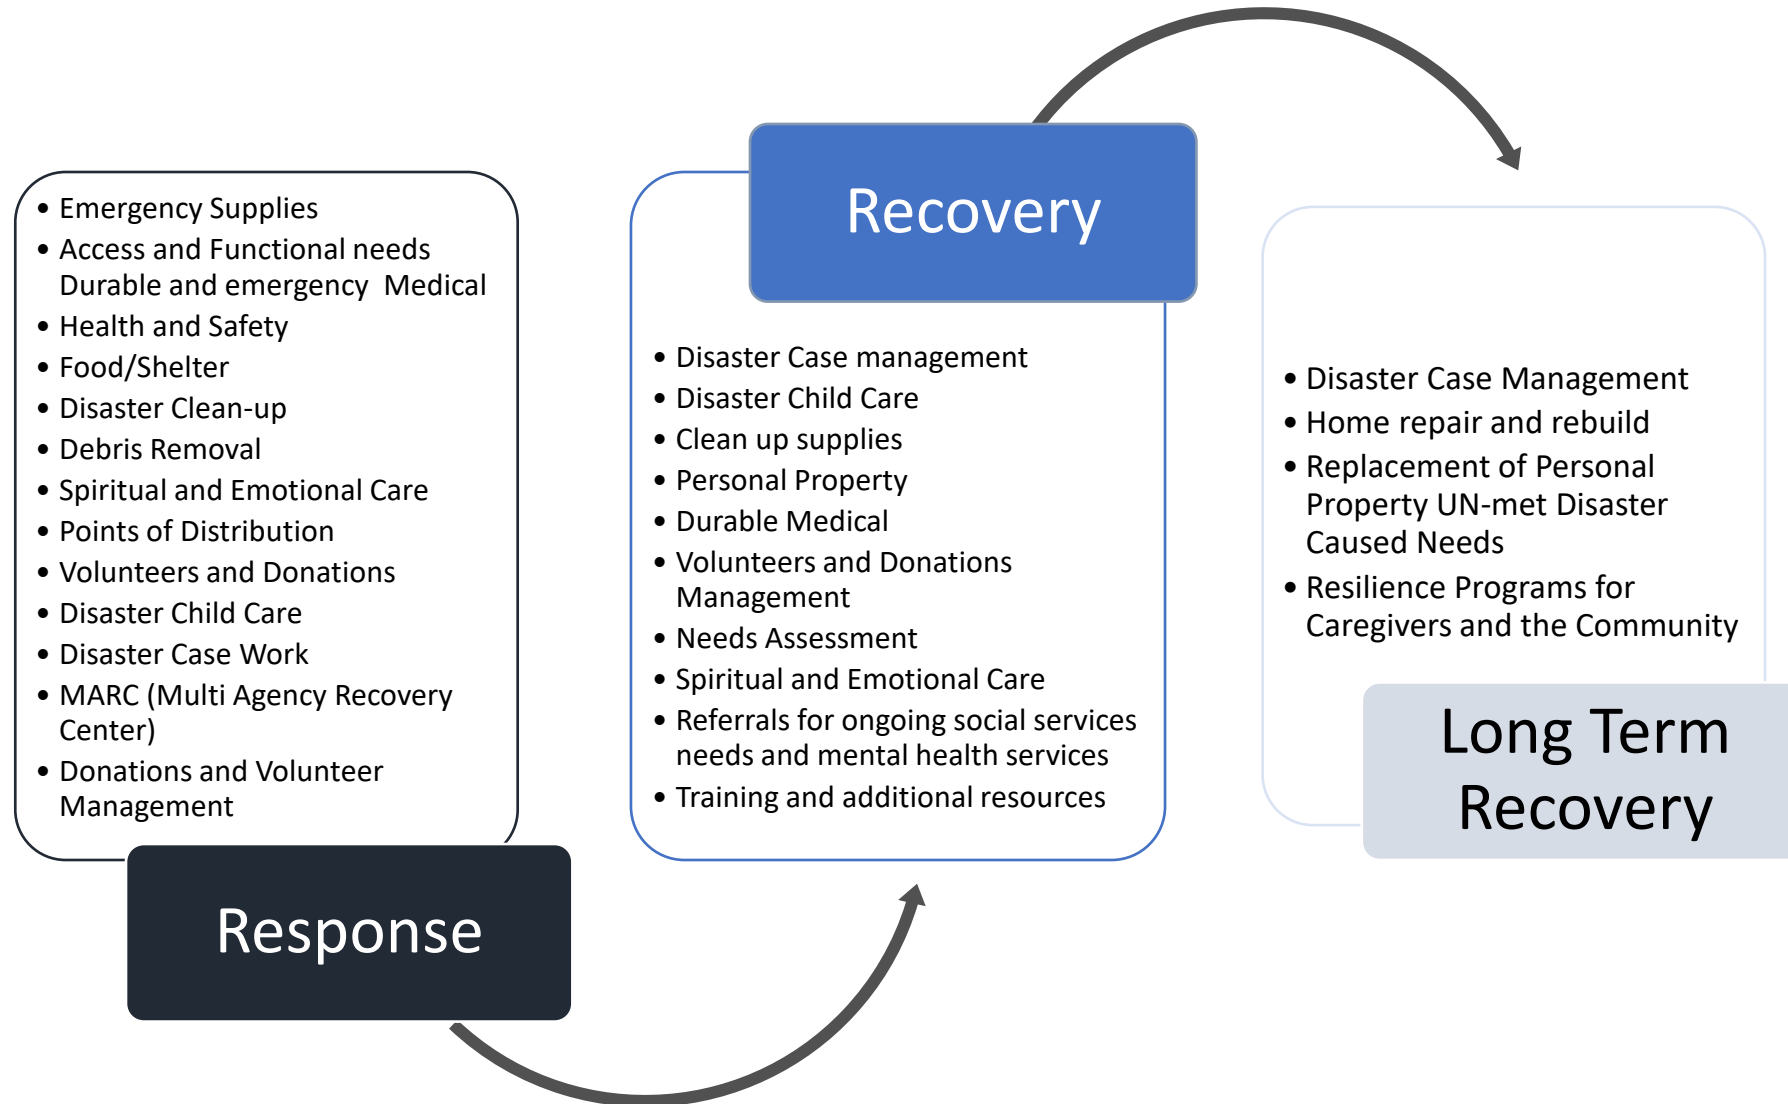 • Emergency Supplies
• Access and Functional needs
Durable and emergency  Medical
• Health and Safety
• Food/Shelter
• Disaster Clean-up
• Debris Removal
• Spiritual and Emotional Care
• Points of Distribution
• Volunteers and Donations
• Disaster Child Care
• Disaster Case Work
• MARC (Multi Agency Recovery
Center)
• Donations and Volunteer
Management
Response
Recovery
• Disaster Case management
• Disaster Child Care
• Clean up supplies
• Personal Property
• Durable Medical
• Volunteers and Donations
Management
• Needs Assessment
• Spiritual and Emotional Care
• Referrals for ongoing social services
needs and mental health services
• Training and additional resources
• Disaster Case Management
• Home repair and rebuild
• Replacement of Personal
Property UN-met Disaster
Caused Needs
• Resilience Programs for
Caregivers and the Community
Long Term
Recovery